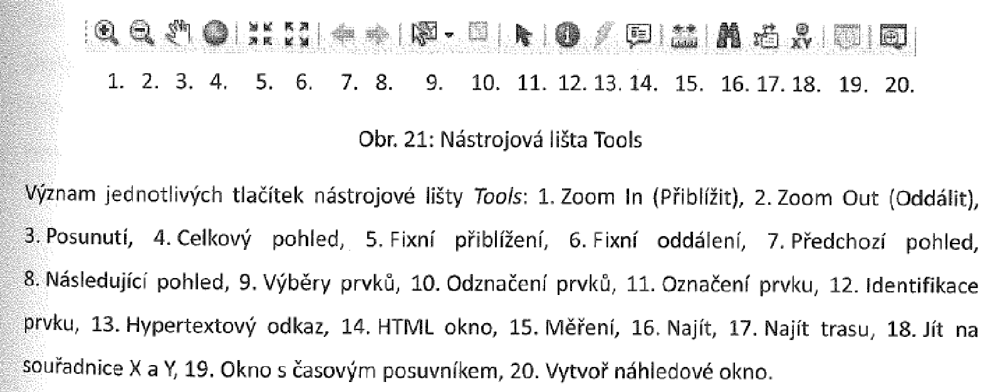 1. 2. 3. 4. 5. 6. 7. 8. 9. 10. 11. 12. 13. 14. 15. 16. 17. 18. 19. 20.
Obr. 21: Nástrojová lišta Tools
Význam jednotlivých tlačítek nástrojové lišty Tools: 1. Zoom In (Přiblížit), 2. Zoom Out (Oddálit),
3. Posunutí, 4. Celkový pohled, 5. Fixní přiblížení, 6. Fixní oddálení, 7. Předchozí pohled,
8. Následující pohled, 9. Výběry prvků, 10. Odznačení prvků, 11. Označení prvku, 12. Identifikace
prvku, 13. Hypertextový odkaz, 14. HTML okno, 15. Měření, 16. Najít, 17. Najít trasu, 18. Jít na
souřadnice X a Y, 19. Okno s časovým posuvníkem, 20. Vytvoř náhledové okno.